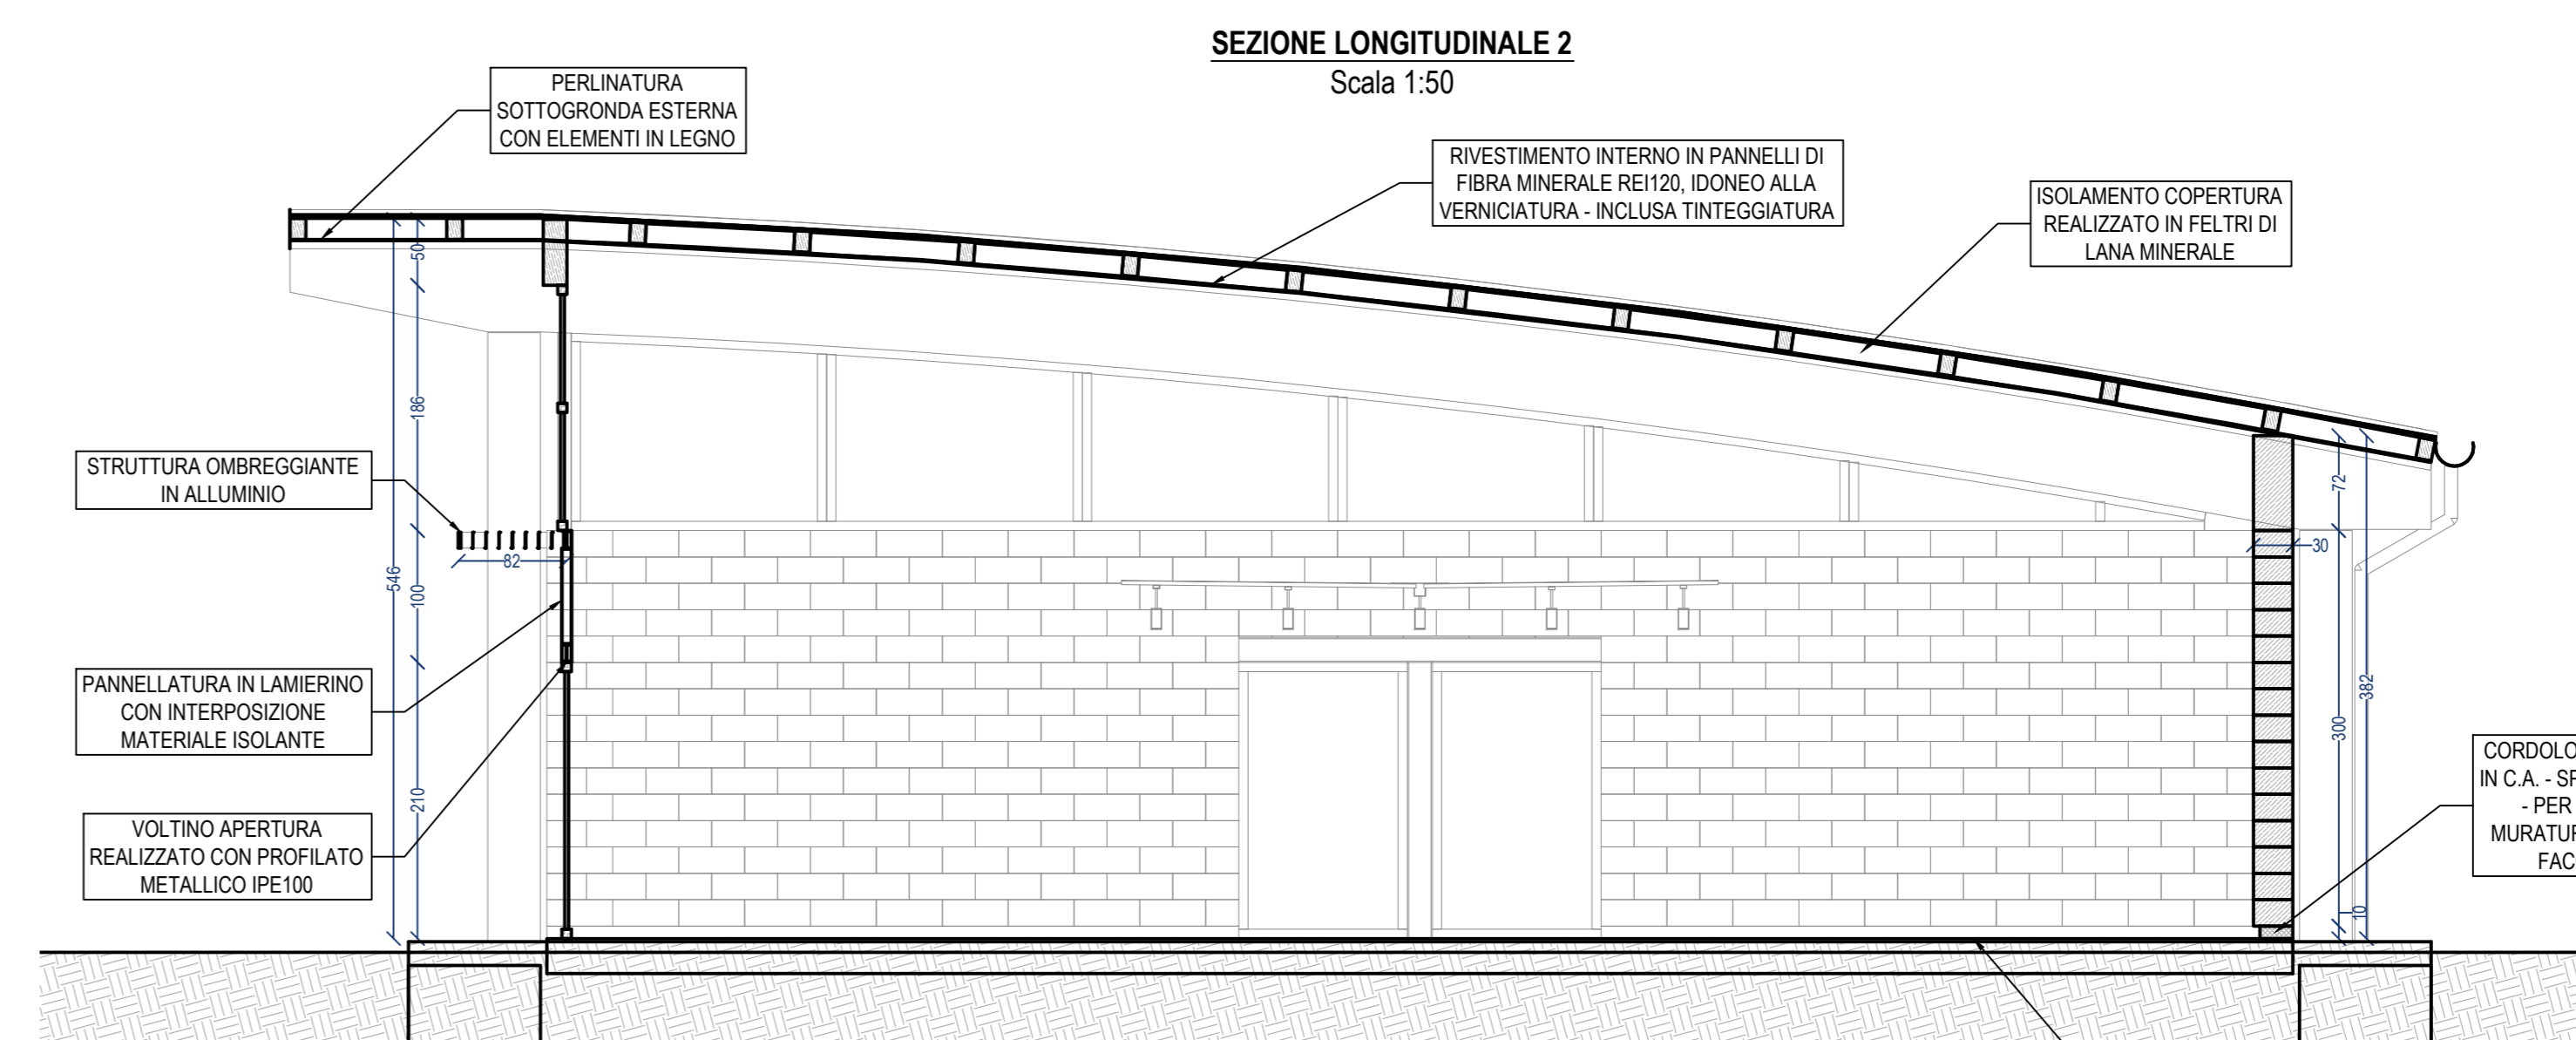 SEZIONE LONGITUDINALE 2
Scala 1:50
PERLINATURA
SOTTOGRONDA ESTERNA
CON ELEMENTI IN LEGNO
RIVESTIMENTO INTERNO IN PANNELLI DI
FIBRA MINERALE REI120, IDONEO ALLA
VERNICIATURA - INCLUSA TINTEGGIATURA
ISOLAMENTO COPERTURA
REALIZZATO IN FELTRI DI
LANA MINERALE
STRUTTURA OMBREGGIANTE
IN ALLUMINIO
PANNELLATURA IN LAMIERINO
CON INTERPOSIZIONE
MATERIALE ISOLANTE
VOLTINO APERTURA
REALIZZATO CON PROFILATO
METALLICO IPE100
546
50
186
100
210
82
72
30
382
300
10
CORDOLO
IN C.A. - 
- PER